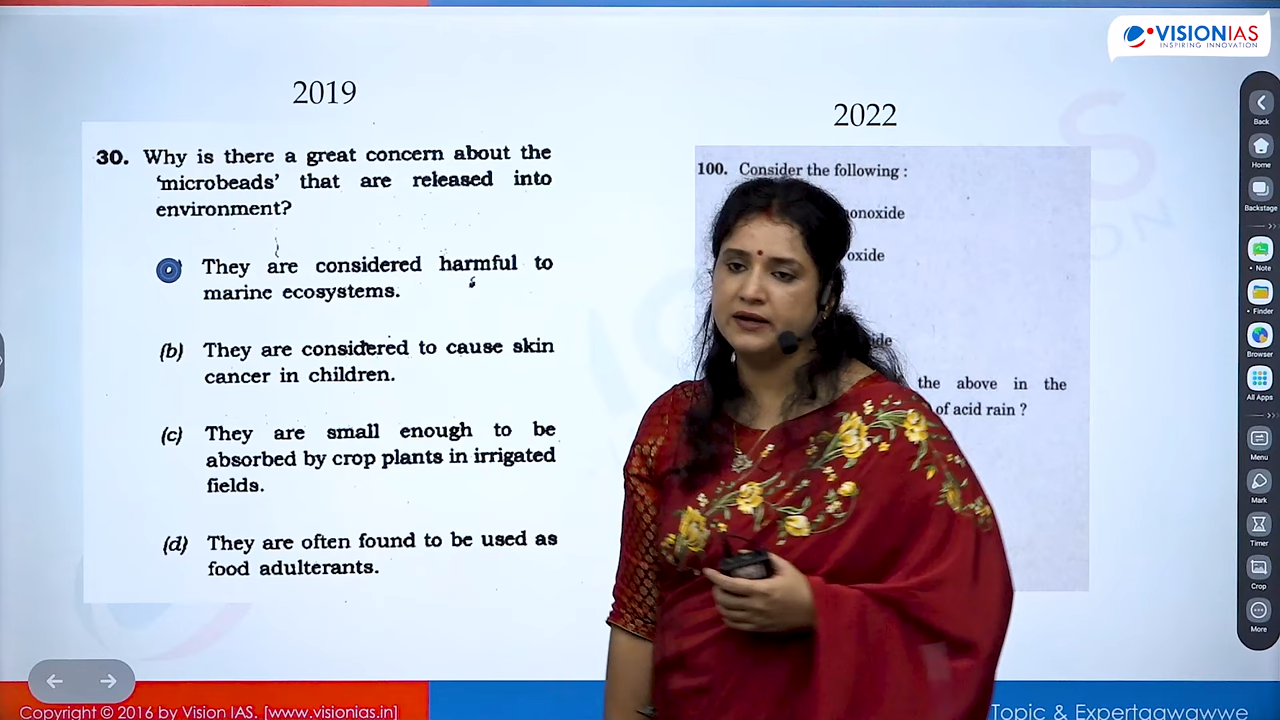 VISIONIAS
INSPIRING INNOVATION
2019
30. Why is there a great concern about the
‘microbeads’ that are released into
environment?
They are considered harmful to
marine ecosystems.
(b) They are considered to cause skin
cancer in children.
(c) They are small enough to be
absorbed by crop plants in irrigated
fields.
(d) They are often found to be used as
food adulterants.
2022
100. Consider the following :
onoxide
oxide
ide
the above in the
of acid rain ?
Back
Home
Backstage
Note
Finder
Browser
All Apps
Menu
Mark
Timer
Crop
More
Copyright © 2016 by Vision IAS. [www.visionias.in]
Topic & Expertaawawwe